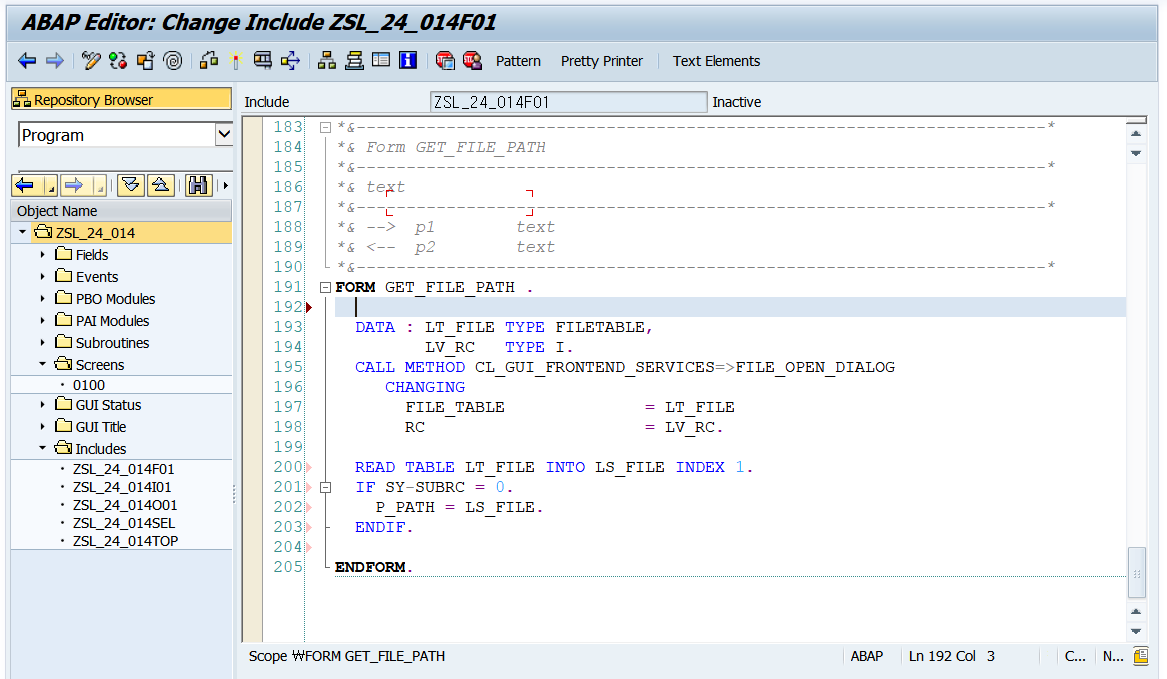 ABAP Editor: Change Include ZSL_24_014F01
Pattern Pretty Printer Text Elements
Repository Browser
Program
Object Name
ZSL_24_014
Fields
Events
PBO Modules
PAI Modules
Subroutines
Screens
0100
GUI Status
GUI Title
Includes
ZSL_24_014F01
ZSL_24_014I01
ZSL_24_014O01
ZSL_24_014SEL
ZSL_24_014TOP
Include ZSL_24_014F01 Inactive
183 *&---------------------------------------------------------------------*
184 *& Form GET_FILE_PATH
185 *&---------------------------------------------------------------------*
186 *& text
187 *&---------------------------------------------------------------------*
188 *& --> p1 text
189 *& <-- p2 text
190 *&---------------------------------------------------------------------*
191 FORM GET_FILE_PATH .
192
193 DATA : LT_FILE TYPE FILETABLE,
194 LV_RC TYPE I.
195 CALL METHOD CL_GUI_FRONTEND_SERVICES=>FILE_OPEN_DIALOG
196 CHANGING
197 FILE_TABLE = LT_FILE
198 RC = LV_RC.
199
200 READ TABLE LT_FILE INTO LS_FILE INDEX 1.
201 IF SY-SUBRC = 0.
202 P_PATH = LS_FILE.
203 ENDIF.
204
205 ENDFORM.
Scope ₩FORM GET_FILE_PATH ABAP Ln 192 Col 3 C... N...